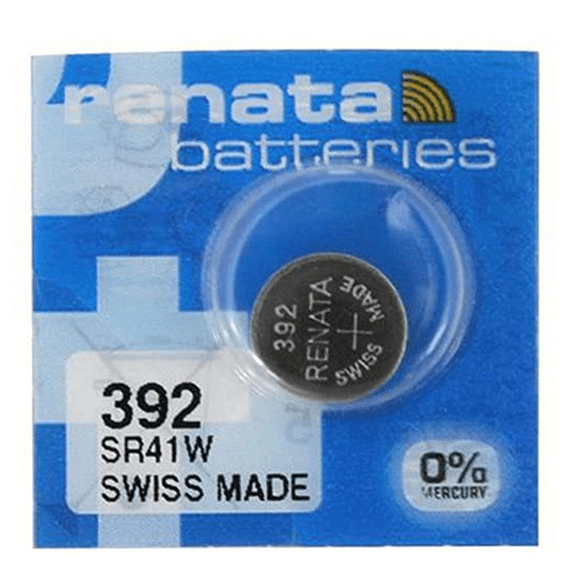 renata
batteries
392
RENATA
SWISS MADE
+
392
SR41W
SWISS MADE
0%
MERCURY